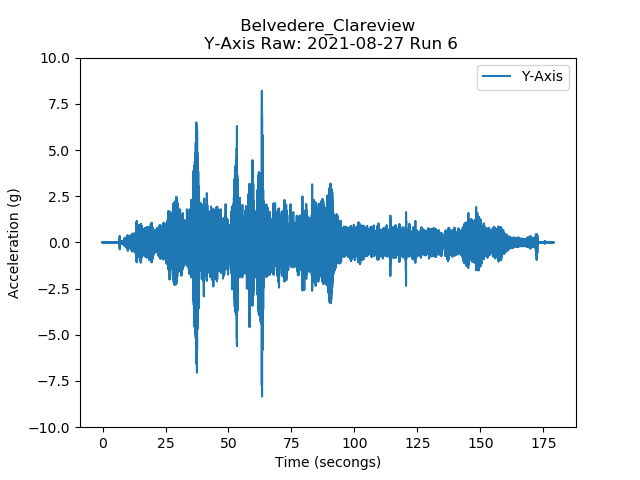 Belvedere_Clareview
Y-Axis Raw: 2021-08-27 Run 6
Y-Axis
10.0
7.5
5.0
2.5
0.0
−2.5
−5.0
−7.5
−10.0
Acceleration (g)
0 25 50 75 100 125 150 175
Time (secongs)